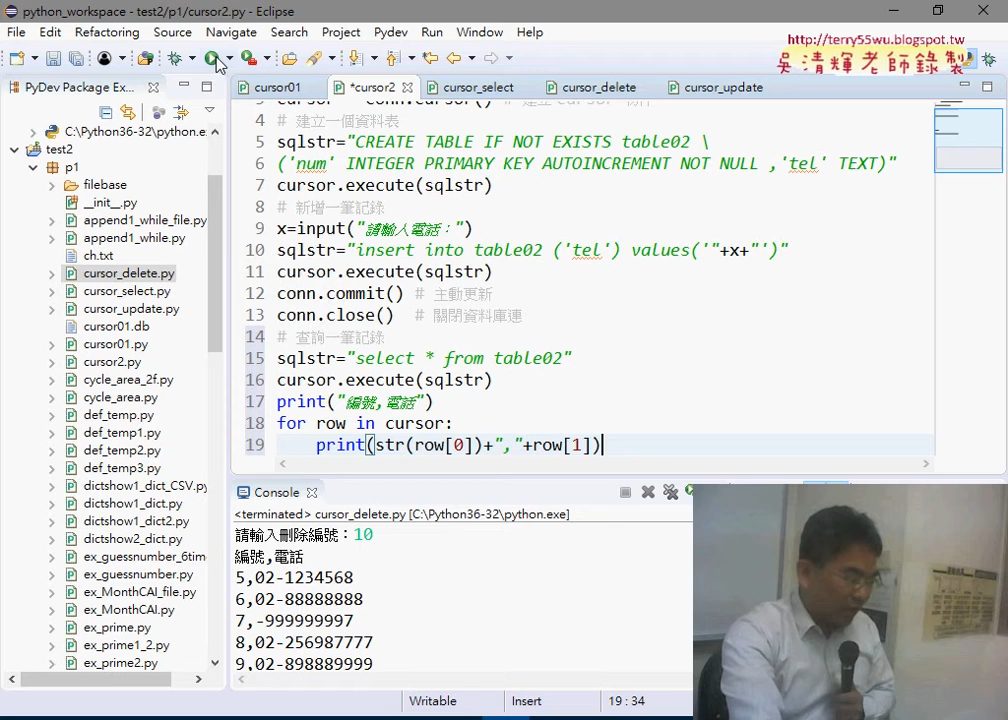 python_workspace - test2/p1/cursor2.py - Eclipse
File Edit Refactoring Source Navigate Search Project Pydev Run Window Help
http://terry55wu.blogspot.tw
吳清輝老師錄製
PyDev Package Ex...
cursor01 *cursor2 cursor_select cursor_delete cursor_update
C:\Python36-32\python.e
test2
p1
filebase
__init__.py
append1_while_file.py
append1_while.py
ch.txt
cursor_delete.py
cursor_select.py
cursor_update.py
cursor01.db
cursor01.py
cursor2.py
cycle_area_2f.py
cycle_area.py
def_temp.py
def_temp1.py
def_temp2.py
def_temp3.py
dictshow1_dict_CSV.py
dictshow1_dict.py
dictshow1_dict2.py
dictshow2_dict.py
ex_guessnumber_6time
ex_guessnumber.py
ex_MonthCAI_file.py
ex_MonthCAI.py
ex_prime.py
ex_prime1_2.py
ex_prime2.py
4 # 建立一個資料表
5 sqlstr="CREATE TABLE IF NOT EXISTS table02 \
6 ('num' INTEGER PRIMARY KEY AUTOINCREMENT NOT NULL ,'tel' TEXT)"
7 cursor.execute(sqlstr)
8 # 新增一筆記錄
9 x=input("請輸入電話：")
10 sqlstr="insert into table02 ('tel') values('"+x+"')"
11 cursor.execute(sqlstr)
12 conn.commit() # 主動更新
13 conn.close() # 關閉資料庫連
14 # 查詢一筆記錄
15 sqlstr="select * from table02"
16 cursor.execute(sqlstr)
17 print("編號,電話")
18 for row in cursor:
19 print(str(row[0])+","+row[1])
Console
<terminated> cursor_delete.py [C:\Python36-32\python.exe]
請輸入刪除編號：10
編號,電話
5,02-1234568
6,02-88888888
7,-999999997
8,02-256987777
9,02-898889999
Writable Insert 19 : 34